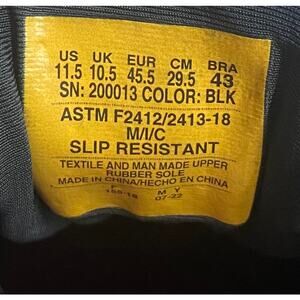 US UK EUR CM BRA
11.5 10.5 45.5 29.5 43
SN: 200013 COLOR: BLK
ASTM F2412/2413-18
M/I/C
SLIP RESISTANT
TEXTILE AND MAN MADE UPPER
RUBBER SOLE
MADE IN CHINA/HECHO EN CHINA
M Y
07-22